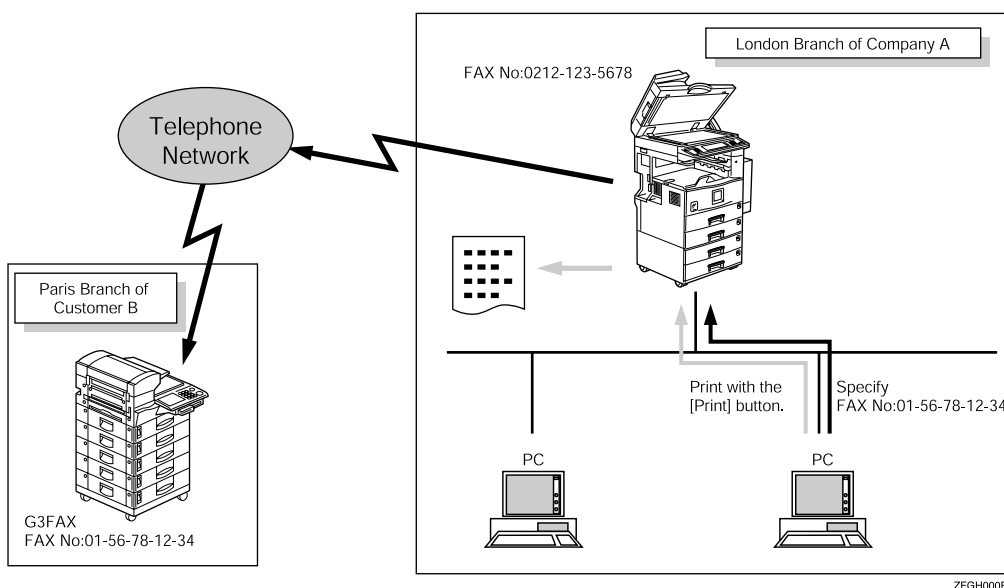 London Branch of Company A
FAX No:0212-123-5678
Telephone
Network
Paris Branch of
Customer B
G3FAX
FAX No:01-56-78-12-34
Print with the
[Print] button.
Specify
FAX No:01-56-78-12-34
PC
PC